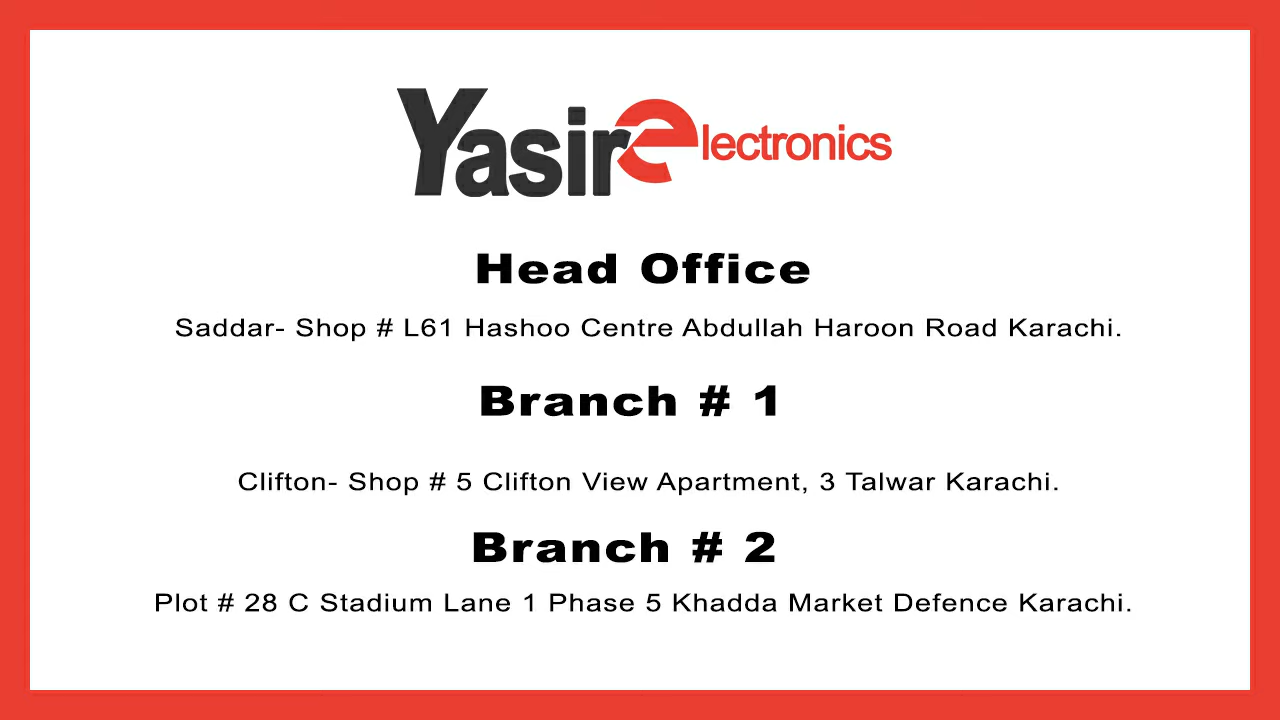 Yasir Electronics
Head Office
Saddar- Shop # L61 Hashoo Centre Abdullah Haroon Road Karachi.
Branch # 1
Clifton- Shop # 5 Clifton View Apartment, 3 Talwar Karachi.
Branch # 2
Plot # 28 C Stadium Lane 1 Phase 5 Khadda Market Defence Karachi.